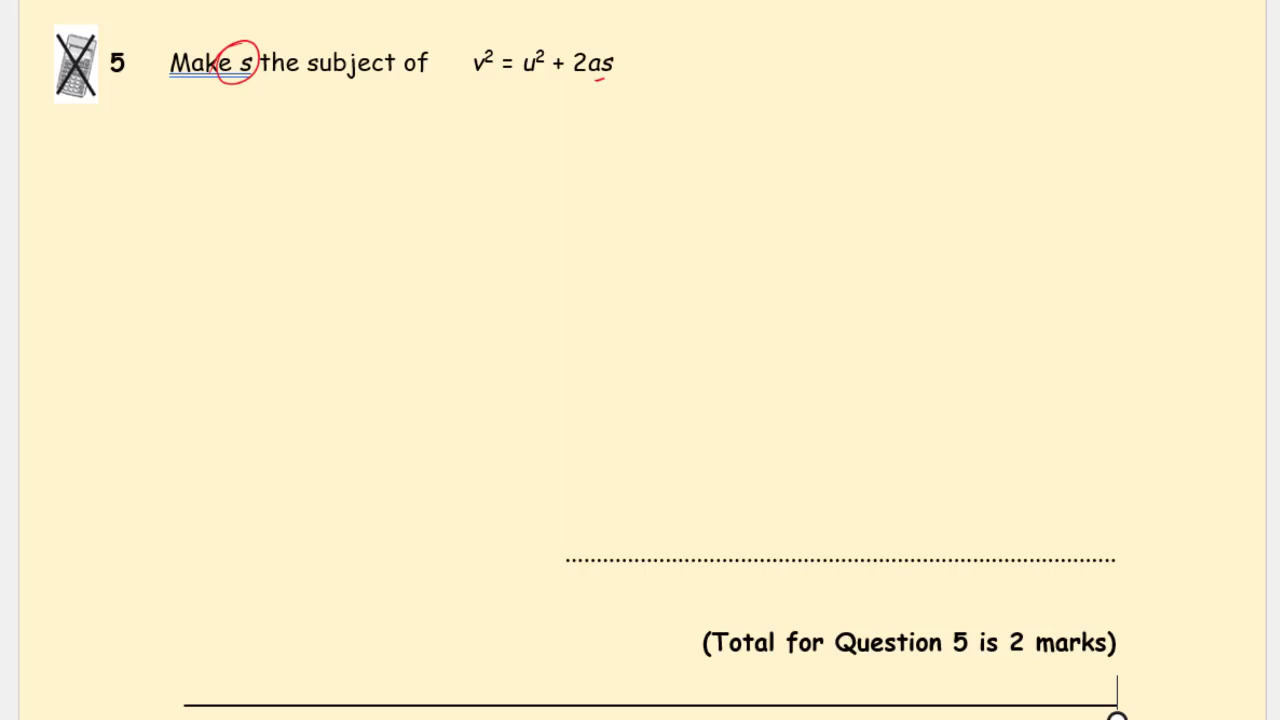 5 Make s the subject of v² = u² + 2as
........................................................................................
(Total for Question 5 is 2 marks)